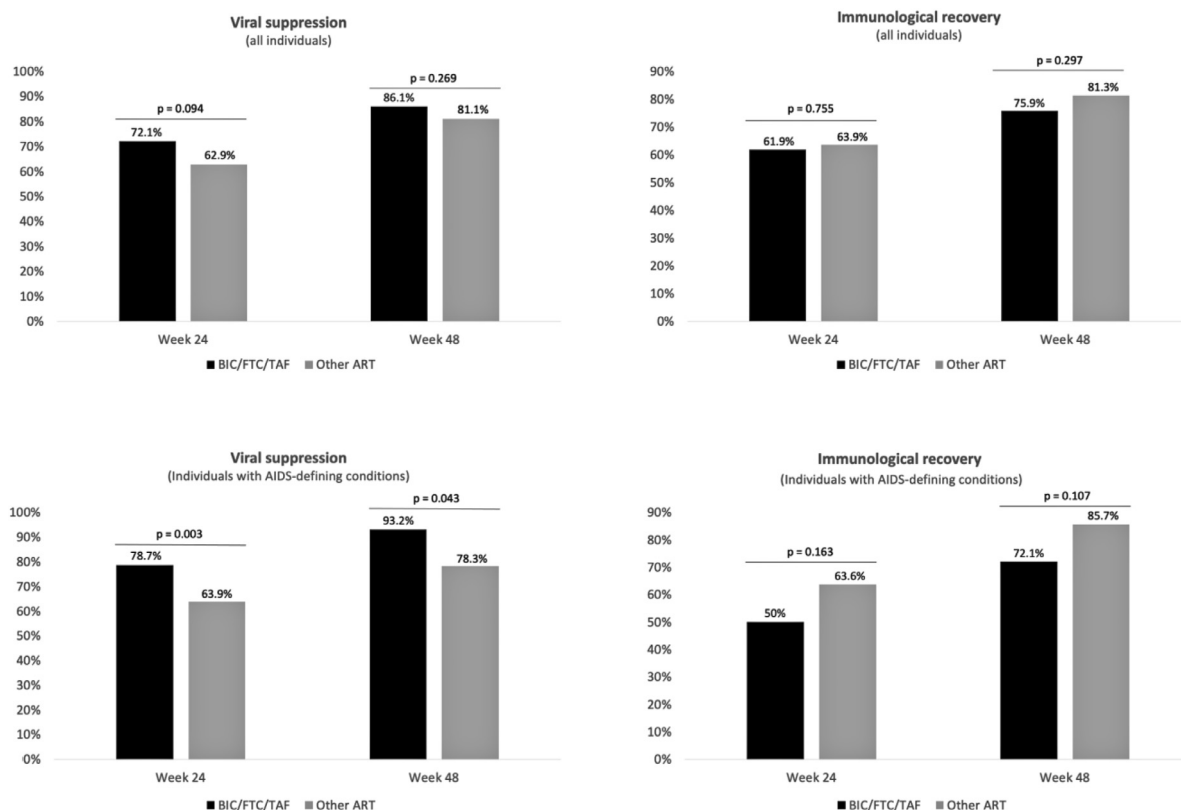 Viral suppression
(all individuals)
100%
90%
80%
70%
60%
50%
40%
30%
20%
10%
0%
p = 0.094
72.1%
62.9%
p = 0.269
86.1%
81.1%
Week 24
Week 48
BIC/FTC/TAF
Other ART
Immunological recovery
(all individuals)
90%
80%
70%
60%
50%
40%
30%
20%
10%
0%
p = 0.755
61.9%
63.9%
p = 0.297
75.9%
81.3%
Week 24
Week 48
BIC/FTC/TAF
Other ART
Viral suppression
(Individuals with AIDS-defining conditions)
100%
90%
80%
70%
60%
50%
40%
30%
20%
10%
0%
p = 0.003
78.7%
63.9%
p = 0.043
93.2%
78.3%
Week 24
Week 48
BIC/FTC/TAF
Other ART
Immunological recovery
(Individuals with AIDS-defining conditions)
90%
80%
70%
60%
50%
40%
30%
20%
10%
0%
p = 0.163
50%
63.6%
p = 0.107
72.1%
85.7%
Week 24
Week 48
BIC/FTC/TAF
Other ART